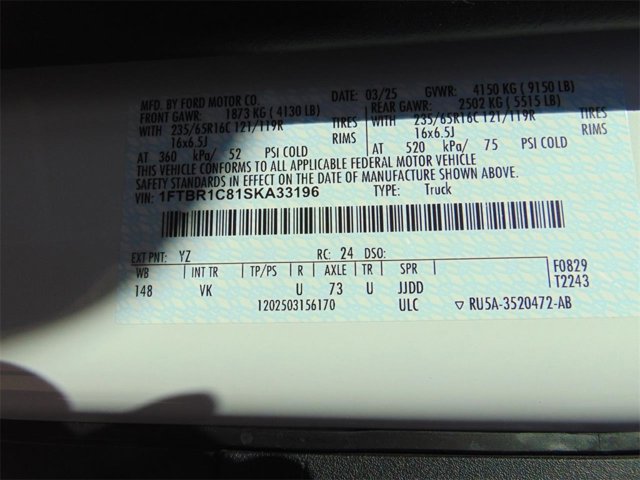 MFD. BY FORD MOTOR CO. DATE: 03/25 GVWR: 4150 KG ( 9150 LB)
FRONT GAWR: 1873 KG ( 4130 LB) REAR GAWR: 2502 KG ( 5515 LB)
WITH 235/65R16C 121/119R TIRES WITH 235/65R16C 121/119R TIRES
16x6.5J RIMS 16x6.5J RIMS
AT 360 kPa/ 52 PSI COLD AT 520 kPa/ 75 PSI COLD
THIS VEHICLE CONFORMS TO ALL APPLICABLE FEDERAL MOTOR VEHICLE
SAFETY STANDARDS IN EFFECT ON THE DATE OF MANUFACTURE SHOWN ABOVE.
VIN: 1FTBR1C81SKA33196 TYPE: Truck
EXT PNT: YZ RC: 24 DSO:
WB INT TR TP/PS R AXLE TR SPR F0829
148 VK U 73 U JJDD T2243
1202503156170 ULC ▽ RU5A-3520472-AB